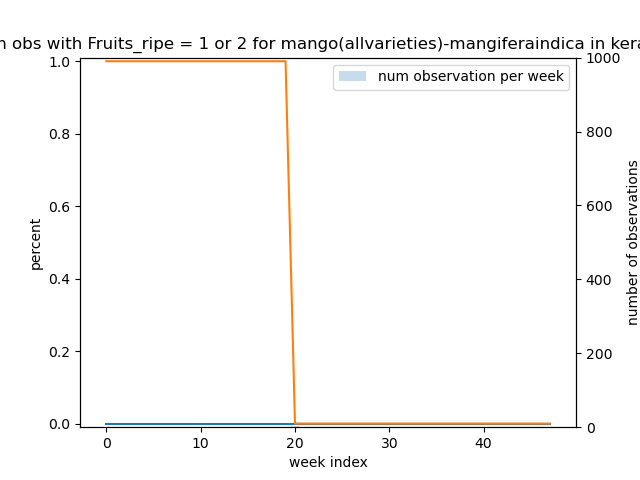 obs with Fruits_ripe = 1 or 2 for mango(allvarieties)-mangiferaindica in
num observation per week
1.0
0.8
0.6
0.4
0.2
0.0
percent
1000
800
600
400
200
0
number of observations
0 10 20 30 40
week index